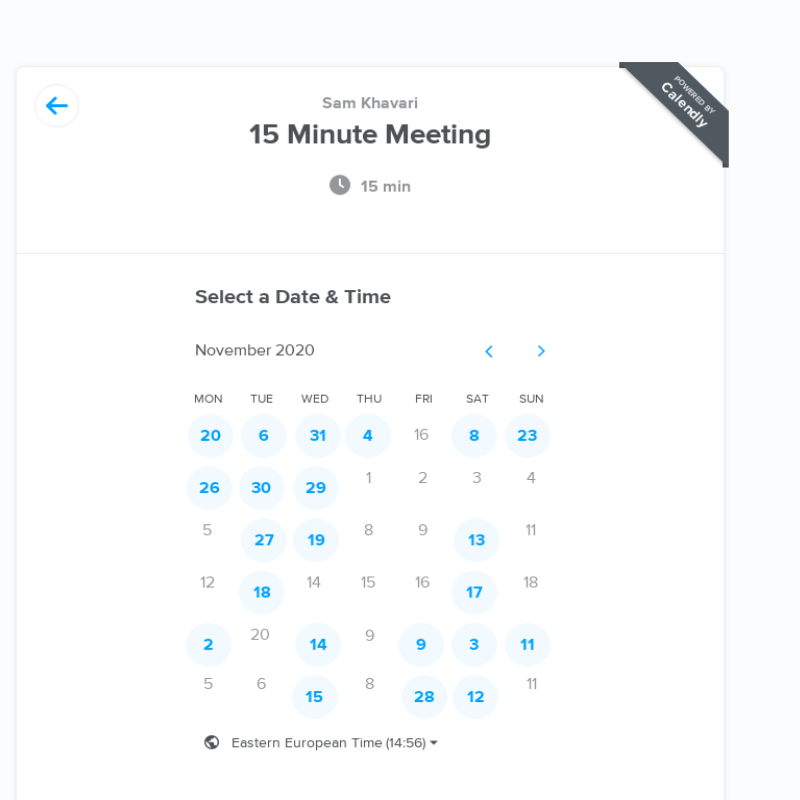 POWERED BY
Calendly
Sam Khavari
15 Minute Meeting
15 min
Select a Date & Time
November 2020
MON TUE WED THU FRI SAT SUN
20 6 31 4 16 8 23
26 30 29 1 2 3 4
5 27 19 8 9 13 11
12 18 14 15 16 17 18
2 20 14 9 9 3 11
5 6 15 8 28 12 11
Eastern European Time (14:56)